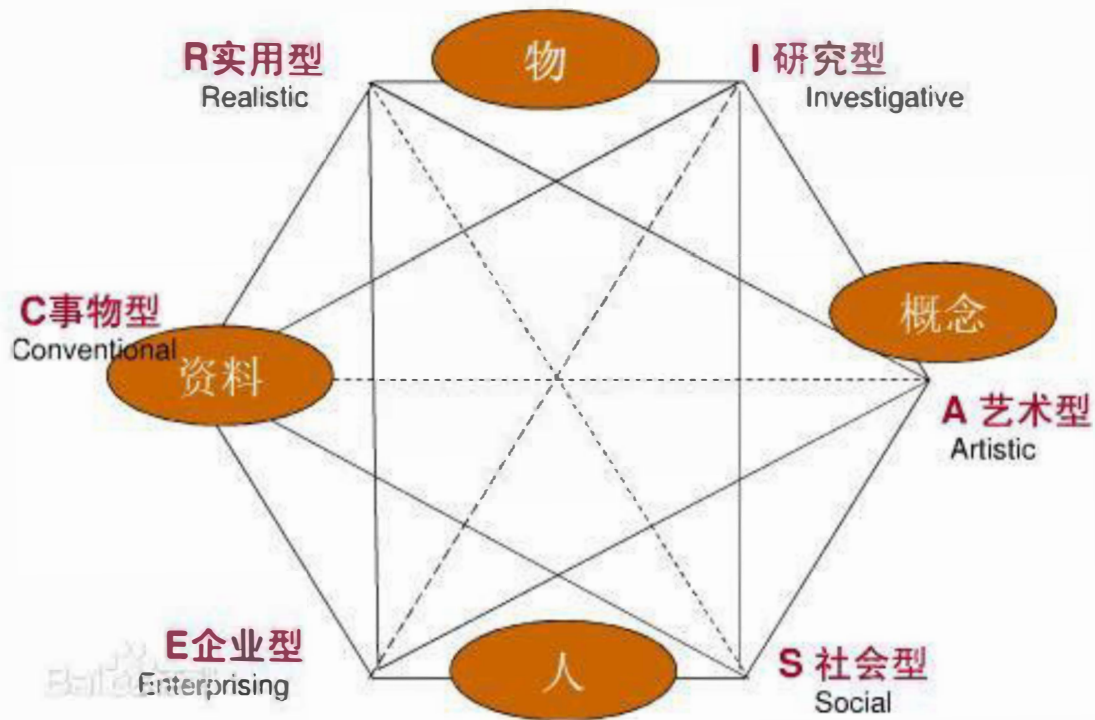 R实用型
Realistic
物
I 研究型
Investigative
C事物型
Conventional
资料
概念
A 艺术型
Artistic
E企业型
Enterprising
人
S 社会型
Social